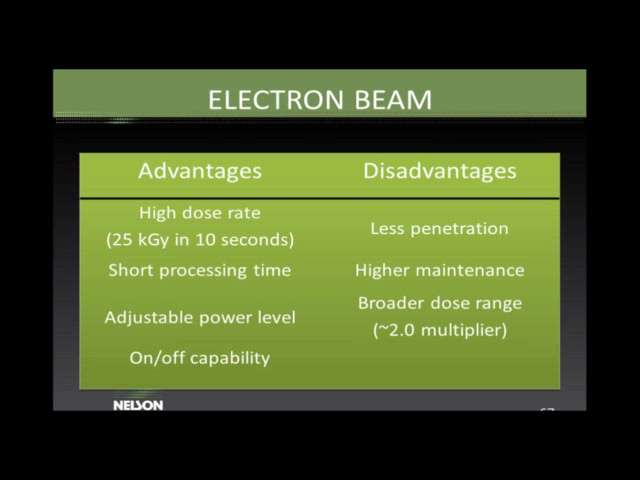 ELECTRON BEAM
Advantages
Disadvantages
High dose rate
(25 kGy in 10 seconds)
Less penetration
Short processing time
Higher maintenance
Adjustable power level
Broader dose range
(~2.0 multiplier)
On/off capability
NELSON